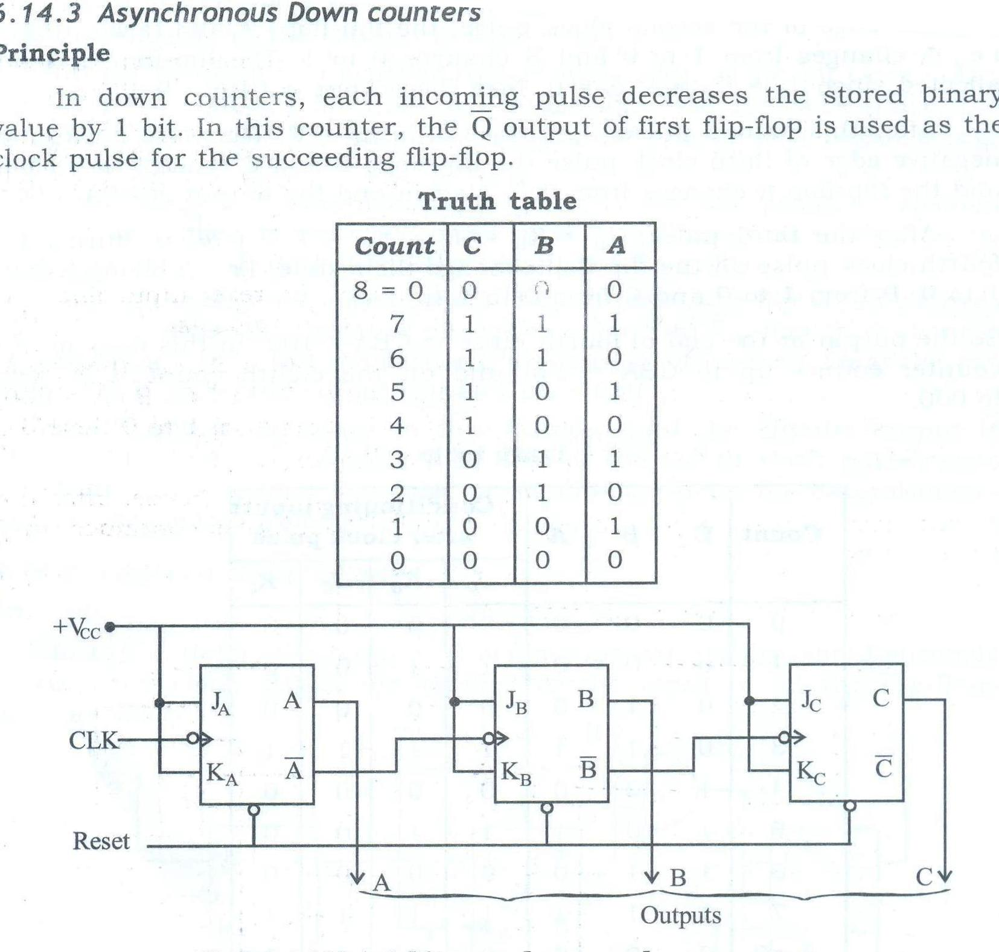 6.14.3 Asynchronous Down counters
Principle
In down counters, each incoming pulse decreases the stored binary
value by 1 bit. In this counter, the Q̅ output of first flip-flop is used as the
clock pulse for the succeeding flip-flop.
Truth table
Count C B A
8 = 0 0 0 0
7 1 1 1
6 1 1 0
5 1 0 1
4 1 0 0
3 0 1 1
2 0 1 0
1 0 0 1
0 0 0 0
+VCC
JA A JB B JC C
CLK
KA A̅ KB B̅ KC C̅
Reset
A B C
Outputs